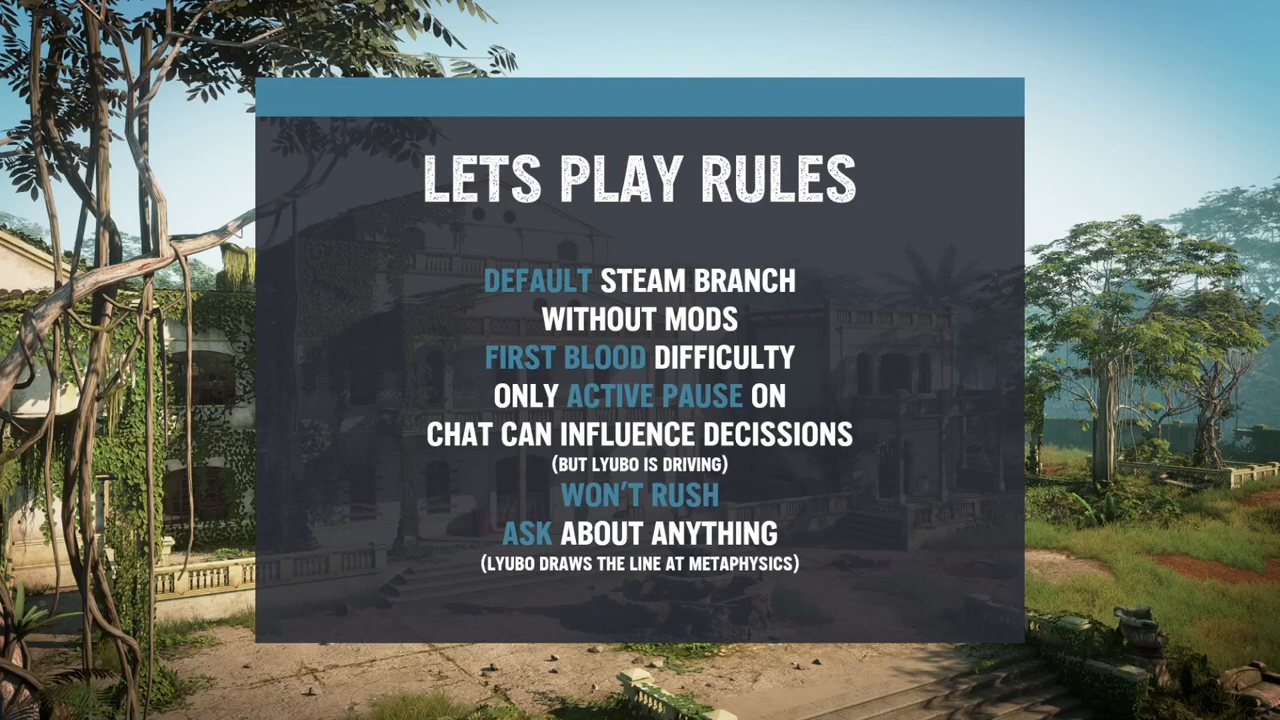 LETS PLAY RULES
DEFAULT STEAM BRANCH
WITHOUT MODS
FIRST BLOOD DIFFICULTY
ONLY ACTIVE PAUSE ON
CHAT CAN INFLUENCE DECISSIONS
(BUT LYUBO IS DRIVING)
WON'T RUSH
ASK ABOUT ANYTHING
(LYUBO DRAWS THE LINE AT METAPHYSICS)